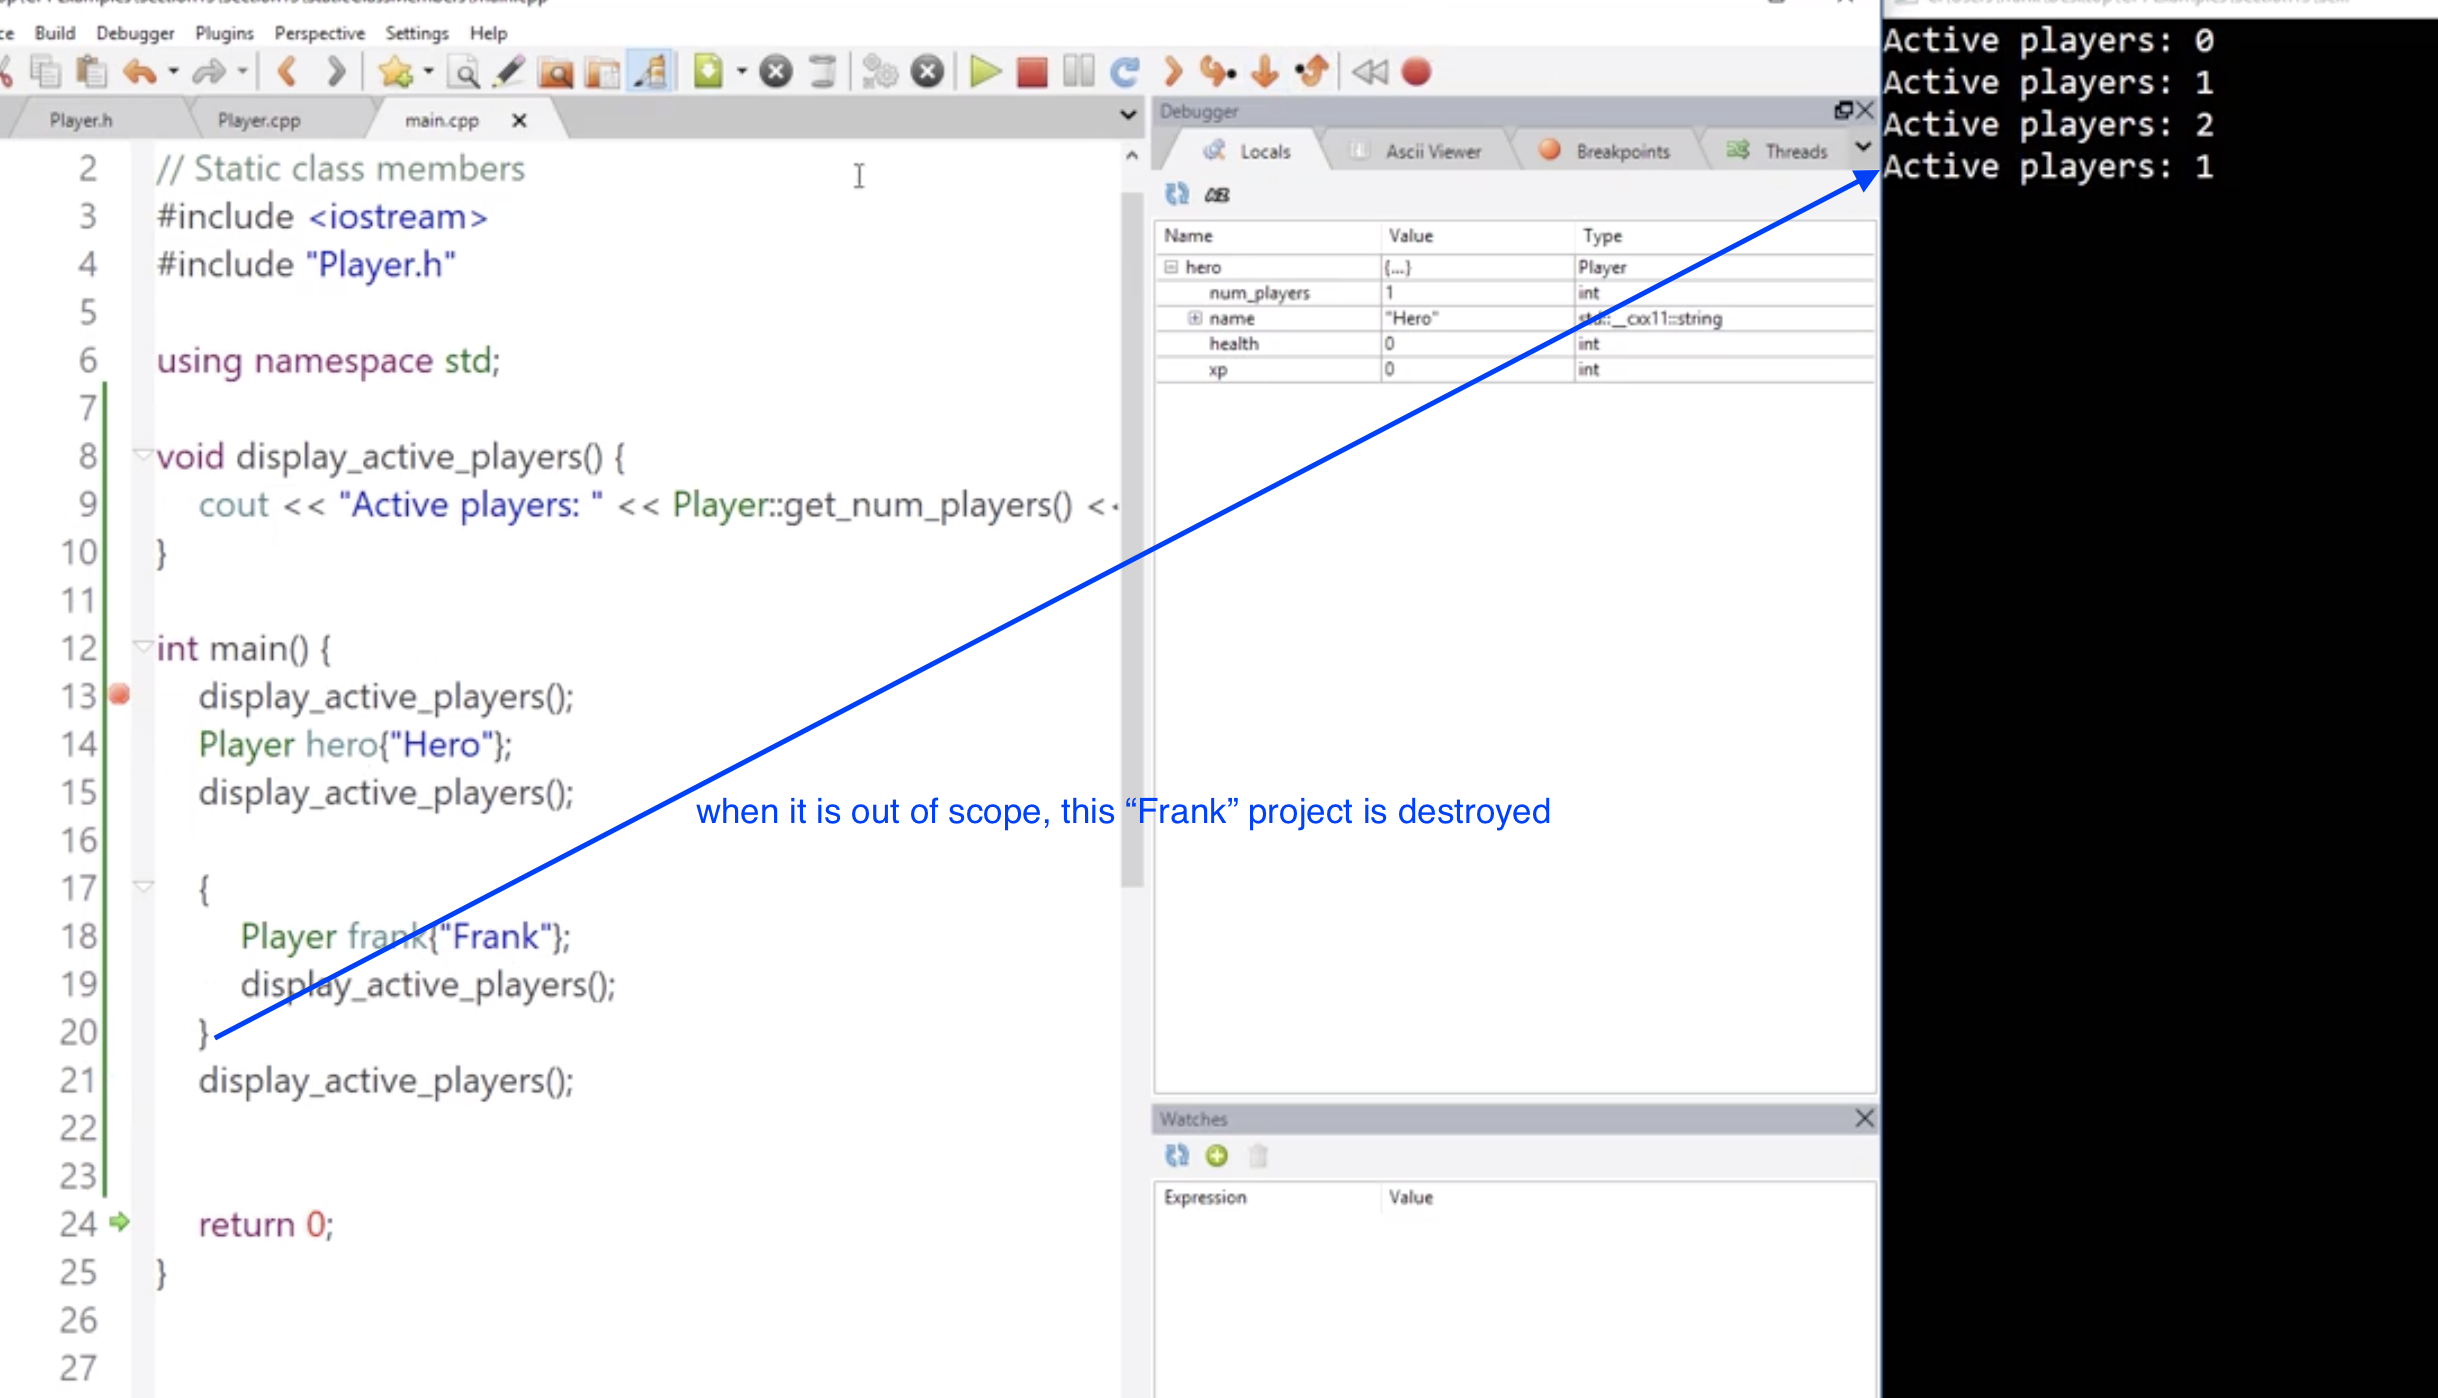 Build Debugger Plugins Perspective Settings Help
Player.h Player.cpp main.cpp
2 // Static class members
3 #include <iostream>
4 #include "Player.h"
5
6 using namespace std;
7
8 void display_active_players() {
9 cout << "Active players: " << Player::get_num_players() <
10 }
11
12 int main() {
13 display_active_players();
14 Player hero{"Hero"};
15 display_active_players();
16
17 {
18 Player frank{"Frank"};
19 display_active_players();
20 }
21 display_active_players();
22
23
24 return 0;
25 }
26
27
when it is out of scope, this “Frank” project is destroyed
Debugger
Locals Ascii Viewer Breakpoints Threads
Name Value Type
hero {...} Player
num_players 1 int
name "Hero" std::__cxx11::string
health 0 int
xp 0 int
Watches
Expression Value
Active players: 0
Active players: 1
Active players: 2
Active players: 1